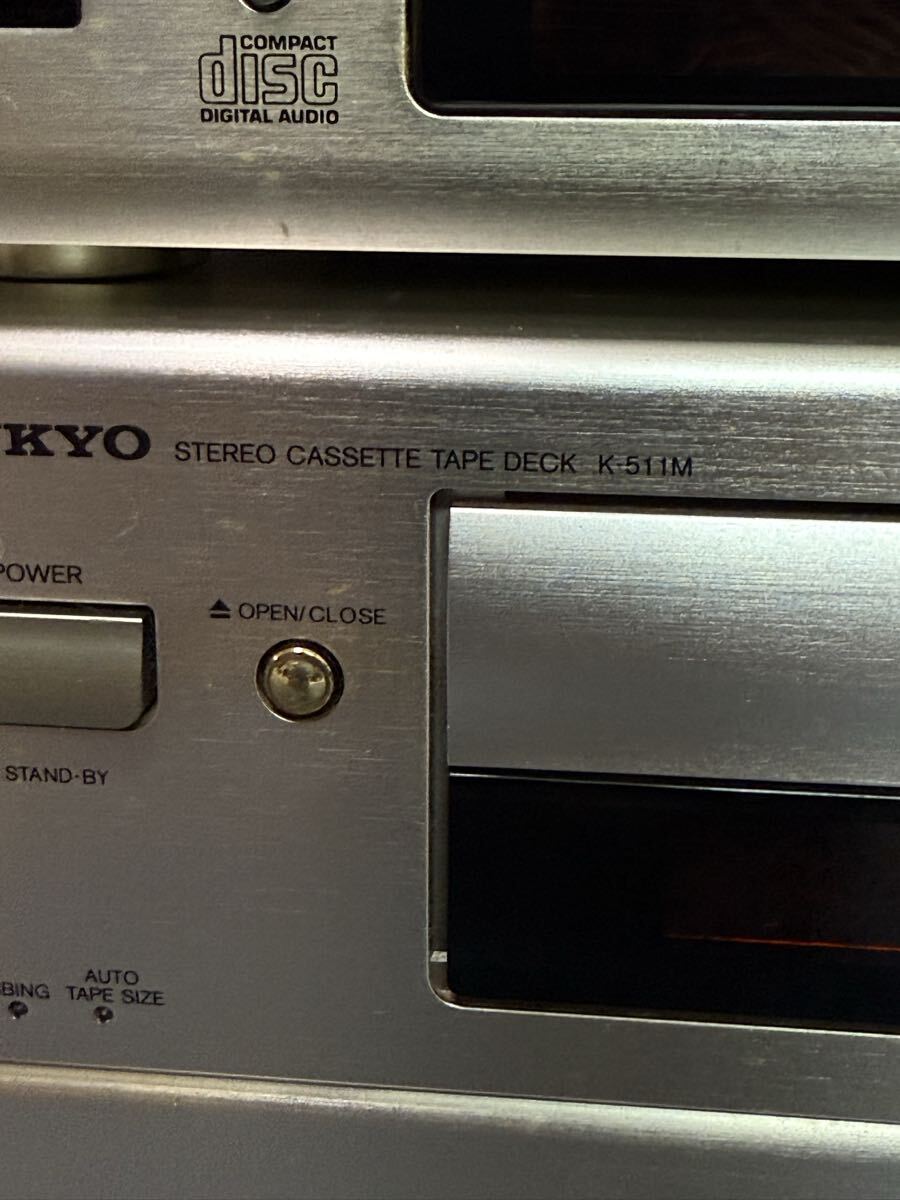 COMPACT
disc
DIGITAL AUDIO
KYO STEREO CASSETTE TAPE DECK K-511M
POWER
OPEN/CLOSE
STAND-BY
BING
AUTO
TAPE SIZE